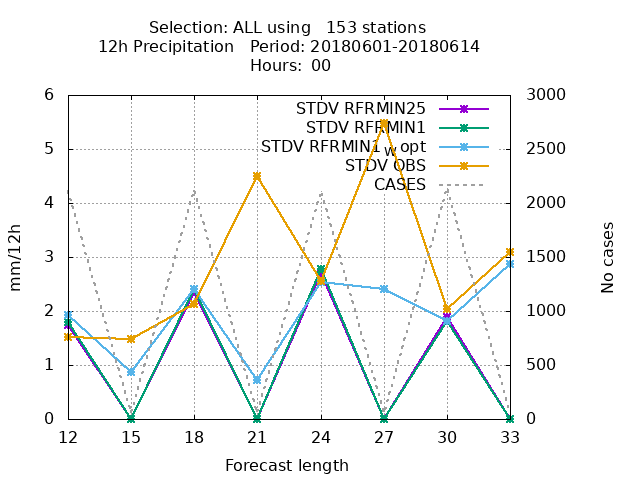 Selection: ALL using 153 stations
12h Precipitation Period: 20180601-20180614
Hours: 00
STDV RFRMIN25
STDV RFRMIN1
STDV RFRMIN1wopt
STDV OBS
CASES
6
5
4
3
2
1
0
mm/12h
3000
2500
2000
1500
1000
500
0
No cases
12 15 18 21 24 27 30 33
Forecast length